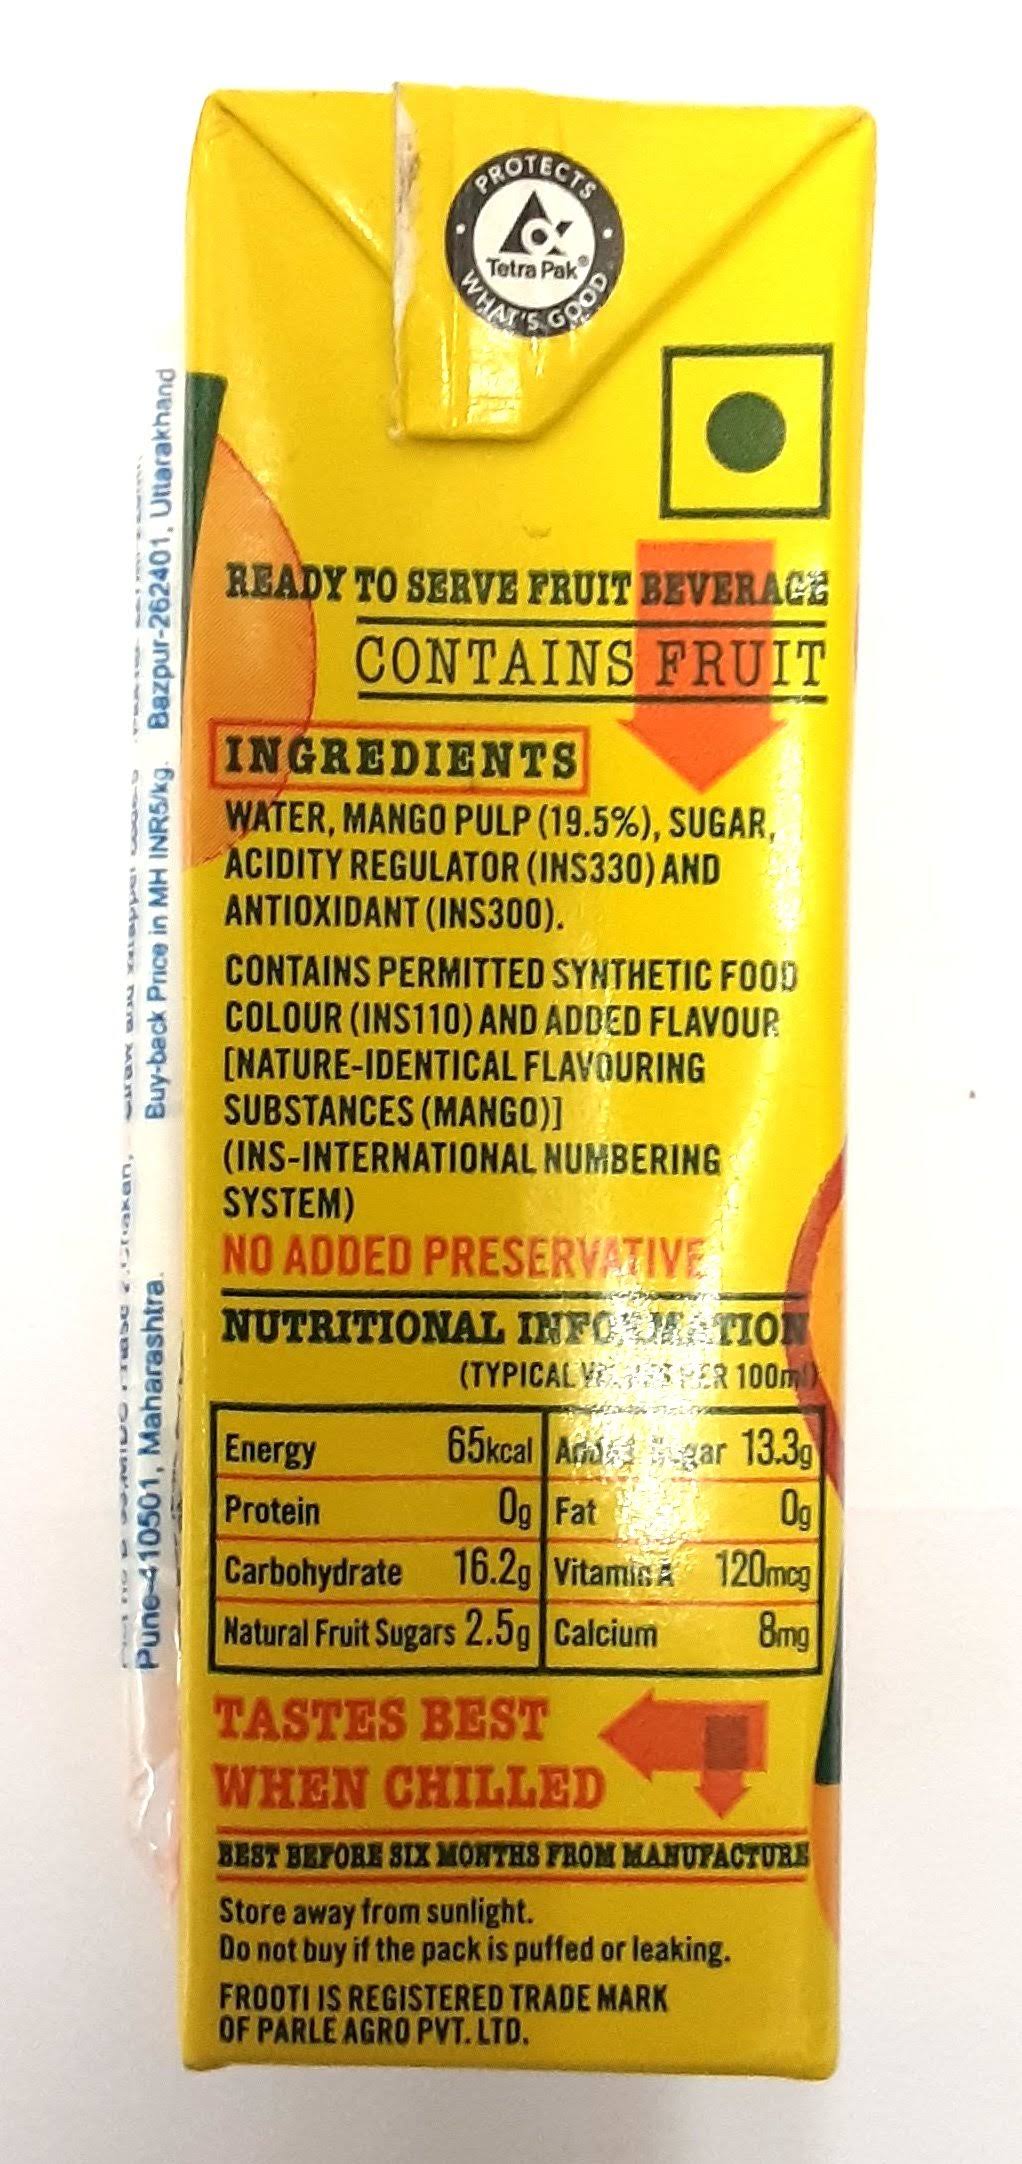 PROTECTS
Tetra Pak®
WHAT'S GOOD
READY TO SERVE FRUIT BEVERAGE
CONTAINS FRUIT
INGREDIENTS
WATER, MANGO PULP (19.5%), SUGAR,
ACIDITY REGULATOR (INS330) AND
ANTIOXIDANT (INS300).
CONTAINS PERMITTED SYNTHETIC FOOD
COLOUR (INS110) AND ADDED FLAVOUR
[NATURE-IDENTICAL FLAVOURING
SUBSTANCES (MANGO)]
(INS-INTERNATIONAL NUMBERING
SYSTEM)
NO ADDED PRESERVATIVE
NUTRITIONAL INFORMATION
(TYPICAL VALUES PER 100ml)
Energy 65kcal Added Sugar 13.3g
Protein 0g Fat 0g
Carbohydrate 16.2g Vitamin A 120mcg
Natural Fruit Sugars 2.5g Calcium 8mg
TASTES BEST
WHEN CHILLED
BEST BEFORE SIX MONTHS FROM MANUFACTURE
Store away from sunlight.
Do not buy if the pack is puffed or leaking.
FROOTI IS REGISTERED TRADE MARK
OF PARLE AGRO PVT. LTD.
Pune-410501, Maharashtra. Buy-back Price in MH INR5/kg. Bazpur-262401, Uttarakhand